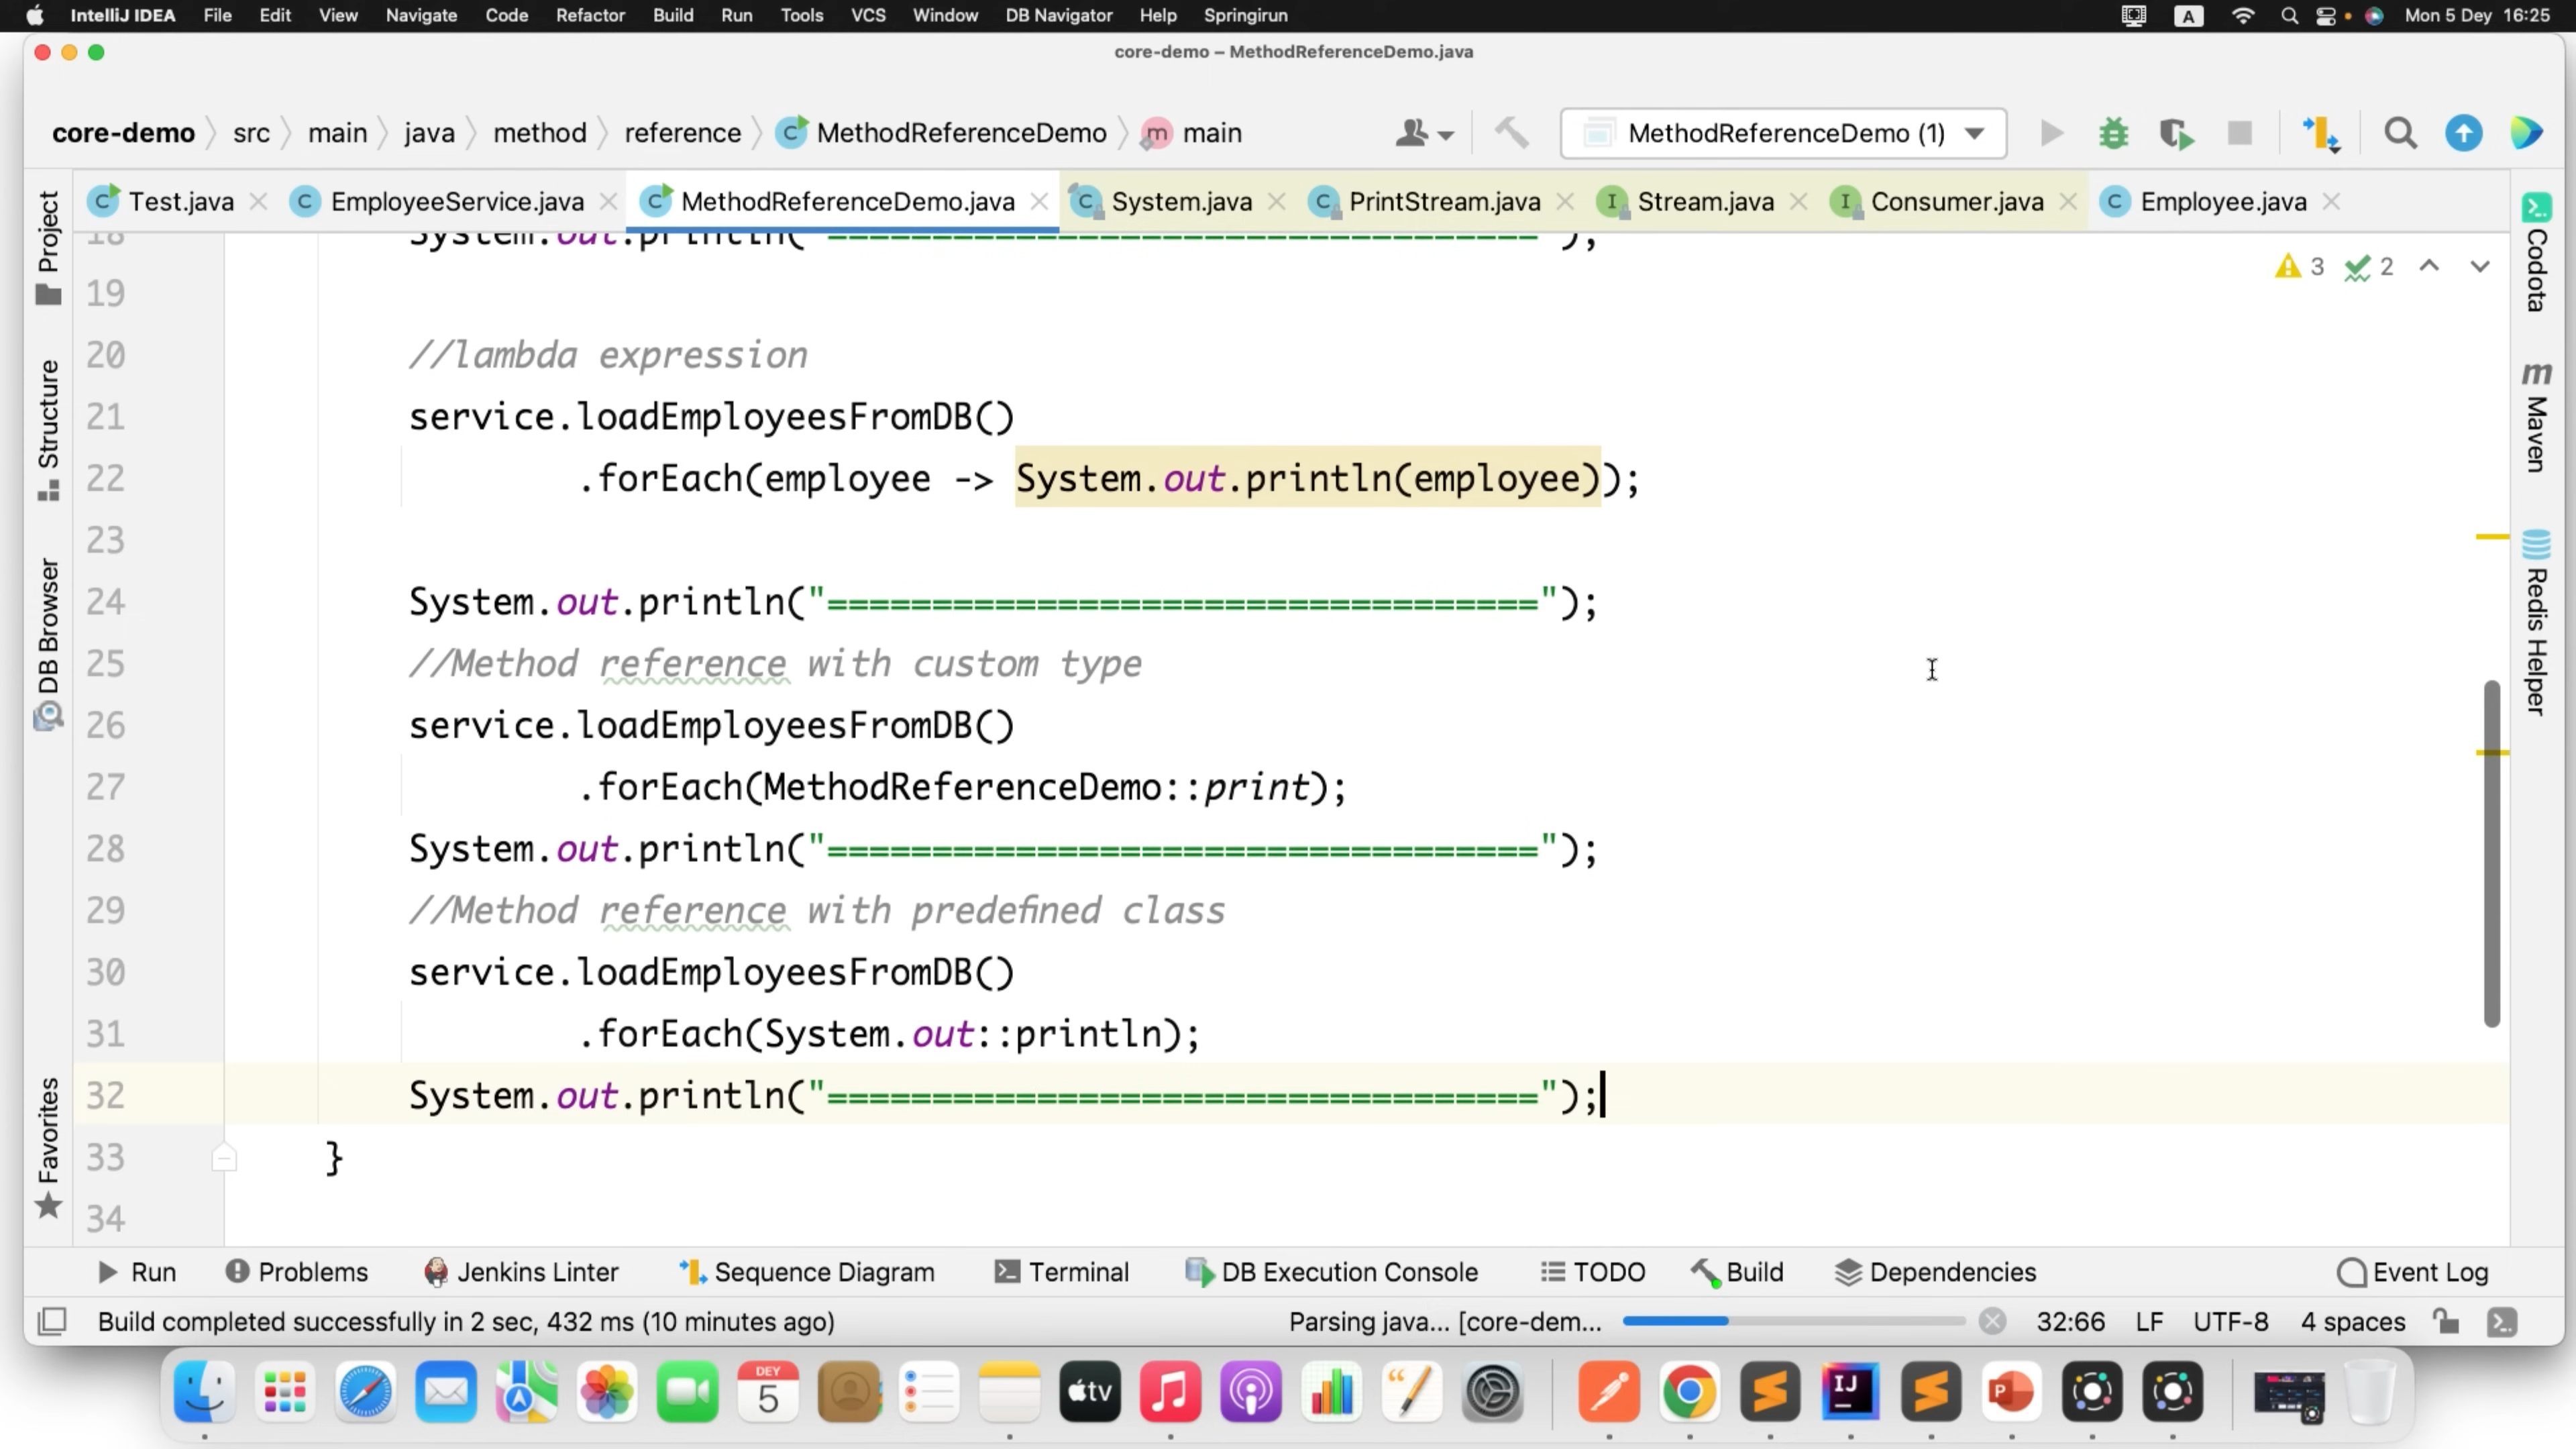 IntelliJ IDEA File Edit View Navigate Code Refactor Build Run Tools VCS Window DB Navigator Help Springirun A Mon 5 Dey 16:25
core-demo – MethodReferenceDemo.java
core-demo src main java method reference C MethodReferenceDemo m main MethodReferenceDemo (1)
C Test.java C EmployeeService.java C MethodReferenceDemo.java C System.java C PrintStream.java I Stream.java I Consumer.java C Employee.java
Project
Structure
DB Browser
Favorites
3 2
18 System.out.println("==================================");
19
20 //lambda expression
21 service.loadEmployeesFromDB()
22 .forEach(employee -> System.out.println(employee));
23
24 System.out.println("==================================");
25 //Method reference with custom type
26 service.loadEmployeesFromDB()
27 .forEach(MethodReferenceDemo::print);
28 System.out.println("==================================");
29 //Method reference with predefined class
30 service.loadEmployeesFromDB()
31 .forEach(System.out::println);
32 System.out.println("==================================");
33 }
34
Codota
m Maven
Redis Helper
Run Problems Jenkins Linter Sequence Diagram Terminal DB Execution Console TODO Build Dependencies Event Log
Build completed successfully in 2 sec, 432 ms (10 minutes ago) Parsing java... [core-dem... 32:66 LF UTF-8 4 spaces
DEY
5
tv
IJ
P